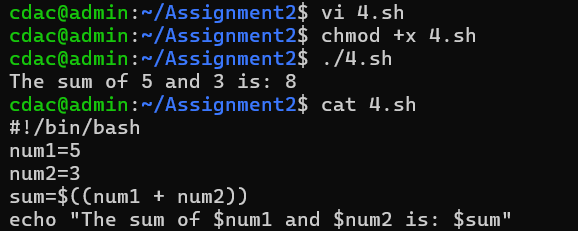 cdac@admin:~/Assignment2$ vi 4.sh
cdac@admin:~/Assignment2$ chmod +x 4.sh
cdac@admin:~/Assignment2$ ./4.sh
The sum of 5 and 3 is: 8
cdac@admin:~/Assignment2$ cat 4.sh
#!/bin/bash
num1=5
num2=3
sum=$((num1 + num2))
echo "The sum of $num1 and $num2 is: $sum"